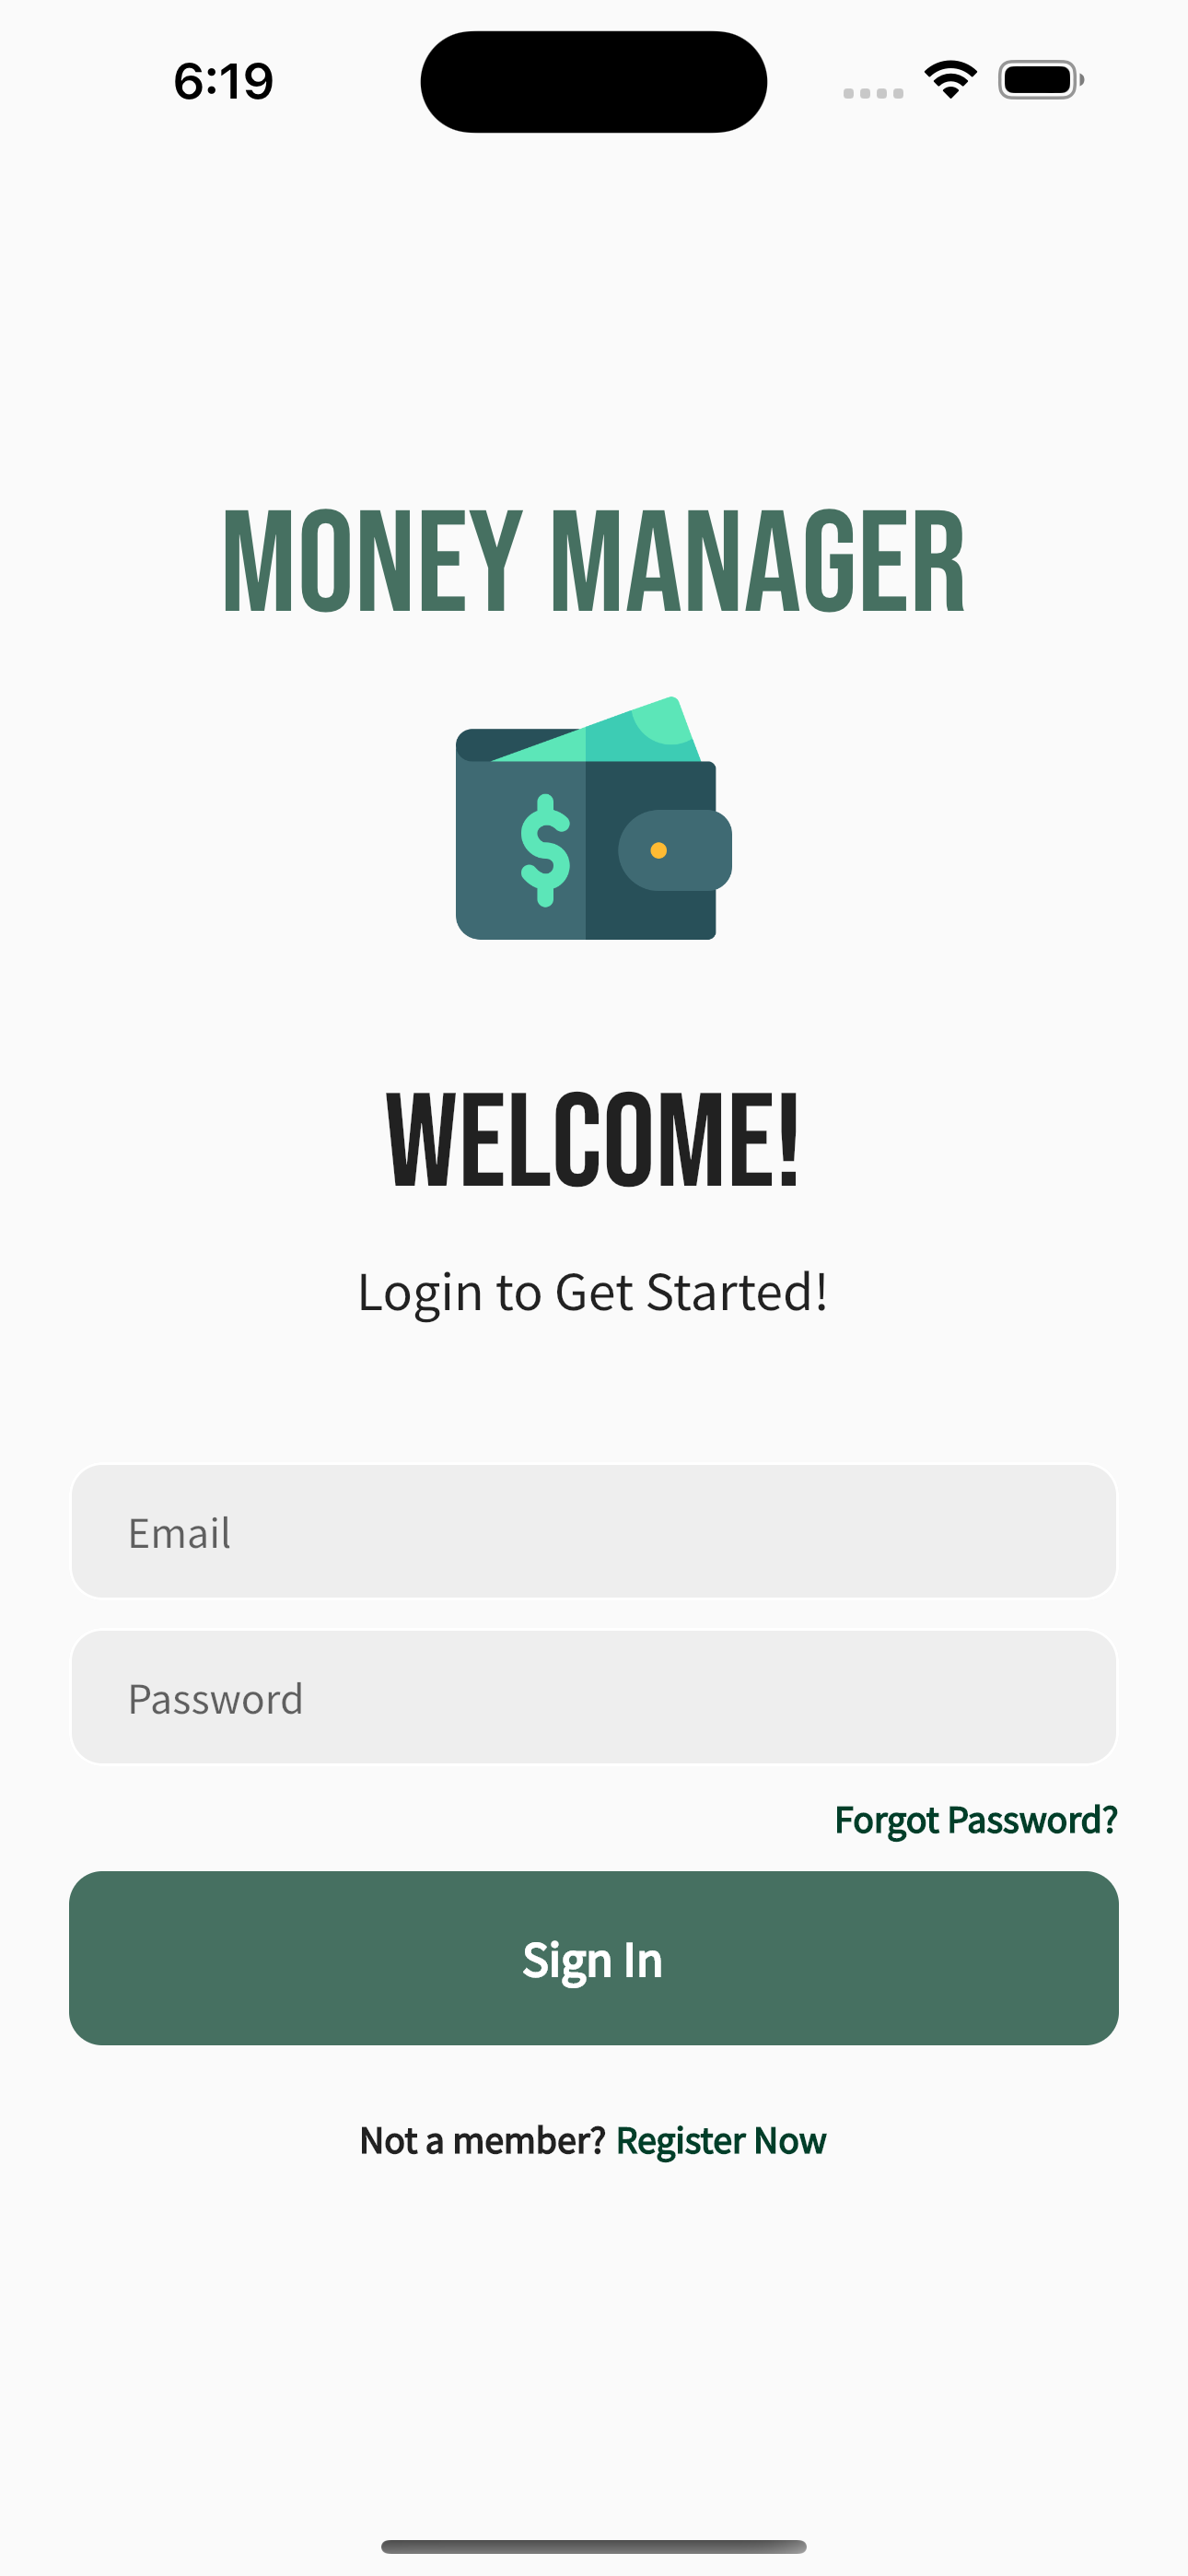 6:19
MONEY MANAGER
$
WELCOME!
Login to Get Started!
Email
Password
Forgot Password?
Sign In
Not a member? Register Now